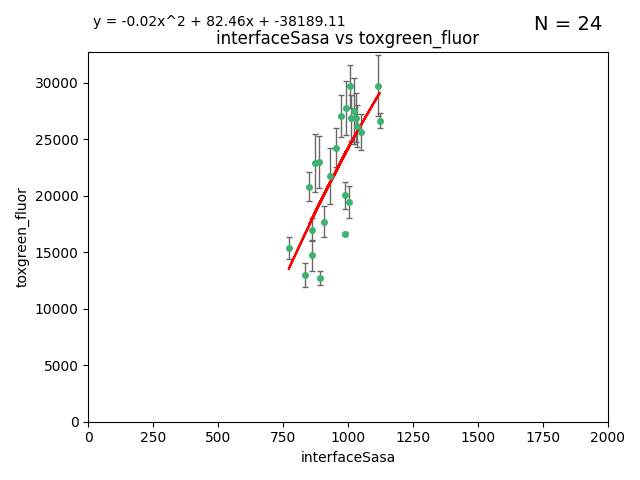 y = -0.02x^2 + 82.46x + -38189.11
N = 24
interfaceSasa vs toxgreen_fluor
30000
25000
20000
15000
10000
5000
0
toxgreen_fluor
0 250 500 750 1000 1250 1500 1750 2000
interfaceSasa